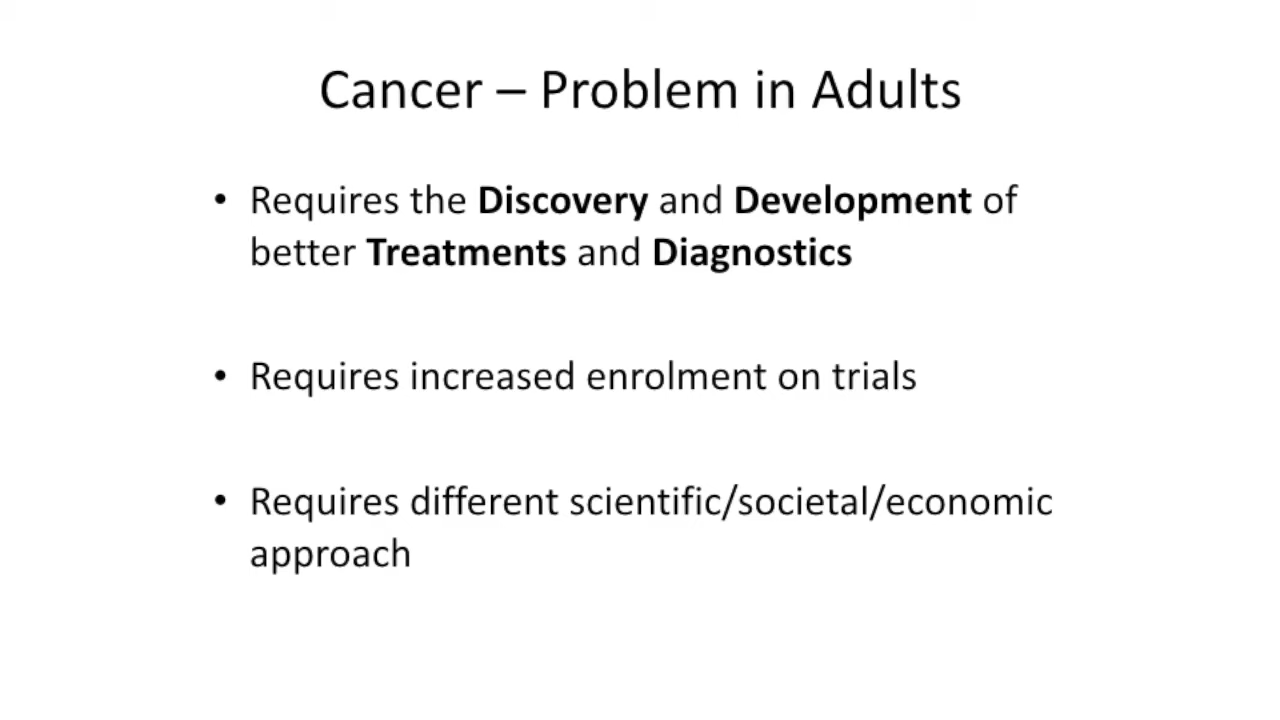 Cancer – Problem in Adults
• Requires the Discovery and Development of
better Treatments and Diagnostics
• Requires increased enrolment on trials
• Requires different scientific/societal/economic
approach